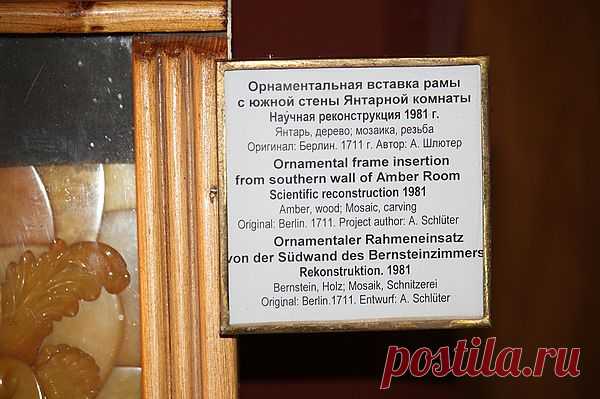 Орнаментальная вставка рамы
с южной стены Янтарной комнаты
Научная реконструкция 1981 г.
Янтарь, дерево; мозаика, резьба
Оригинал: Берлин. 1711 г. Автор: А. Шлютер
Ornamental frame insertion
from southern wall of Amber Room
Scientific reconstruction 1981
Amber, wood; Mosaic, carving
Original: Berlin. 1711. Project author: A. Schlüter
Ornamentaler Rahmeneinsatz
von der Südwand des Bernsteinzimmers
Rekonstruktion. 1981
Bernstein, Holz; Mosaik, Schnitzerei
Original: Berlin.1711. Entwurf: A. Schlüter
postila.ru